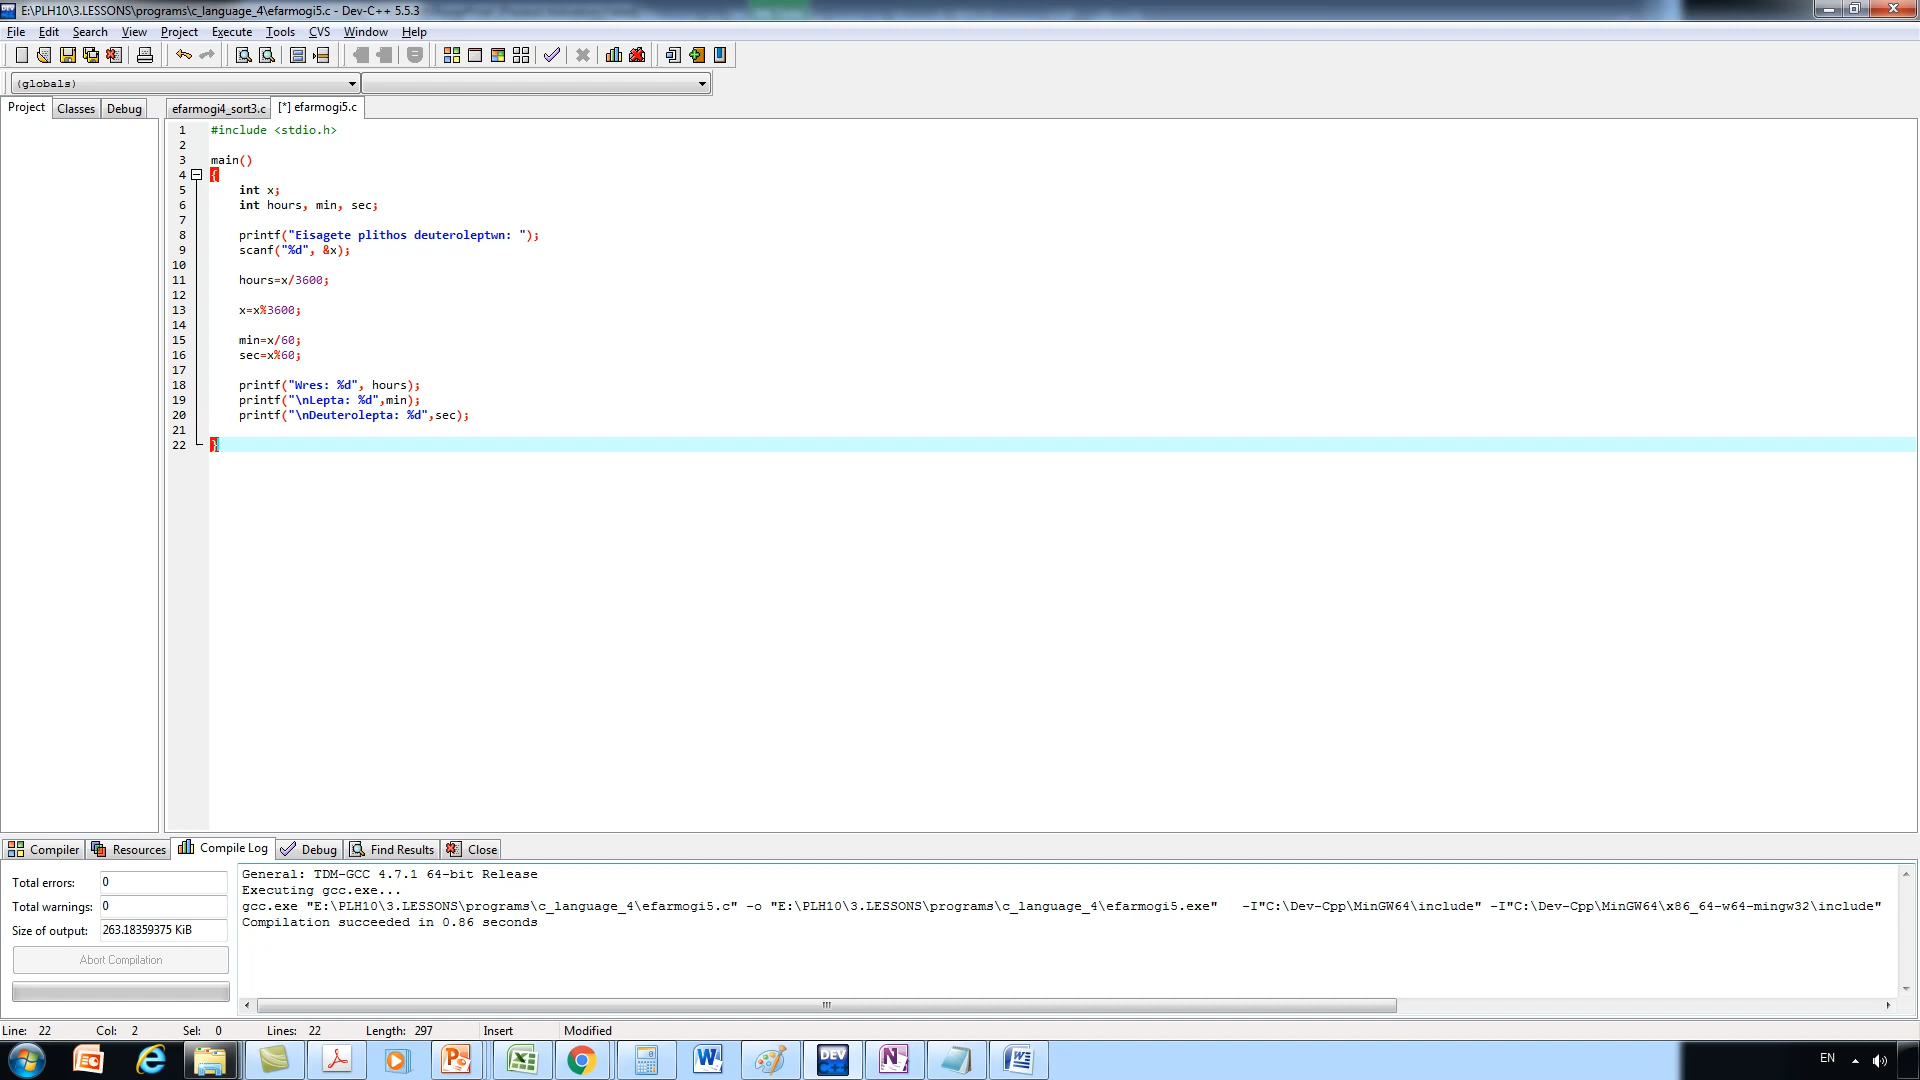 E:\PLH10\3.LESSONS\programs\c_language_4\efarmogi5.c - Dev-C++ 5.5.3
File Edit Search View Project Execute Tools CVS Window Help
(globals)
Project Classes Debug efarmogi4_sort3.c [*] efarmogi5.c
1 #include <stdio.h>
2
3 main()
4 {
5 int x;
6 int hours, min, sec;
7
8 printf("Eisagete plithos deuteroleptwn: ");
9 scanf("%d", &x);
10
11 hours=x/3600;
12
13 x=x%3600;
14
15 min=x/60;
16 sec=x%60;
17
18 printf("Wres: %d", hours);
19 printf("\nLepta: %d",min);
20 printf("\nDeuterolepta: %d",sec);
21
22 }
Compiler Resources Compile Log Debug Find Results Close
Total errors: 0
Total warnings: 0
Size of output: 263.18359375 KiB
Abort Compilation
General: TDM-GCC 4.7.1 64-bit Release
Executing gcc.exe...
gcc.exe "E:\PLH10\3.LESSONS\programs\c_language_4\efarmogi5.c" -o "E:\PLH10\3.LESSONS\programs\c_language_4\efarmogi5.exe" -I"C:\Dev-Cpp\MinGW64\include" -I"C:\Dev-Cpp\MinGW64\x86_64-w64-mingw32\include"
Compilation succeeded in 0.86 seconds
Line: 22 Col: 2 Sel: 0 Lines: 22 Length: 297 Insert Modified
DEV
EN